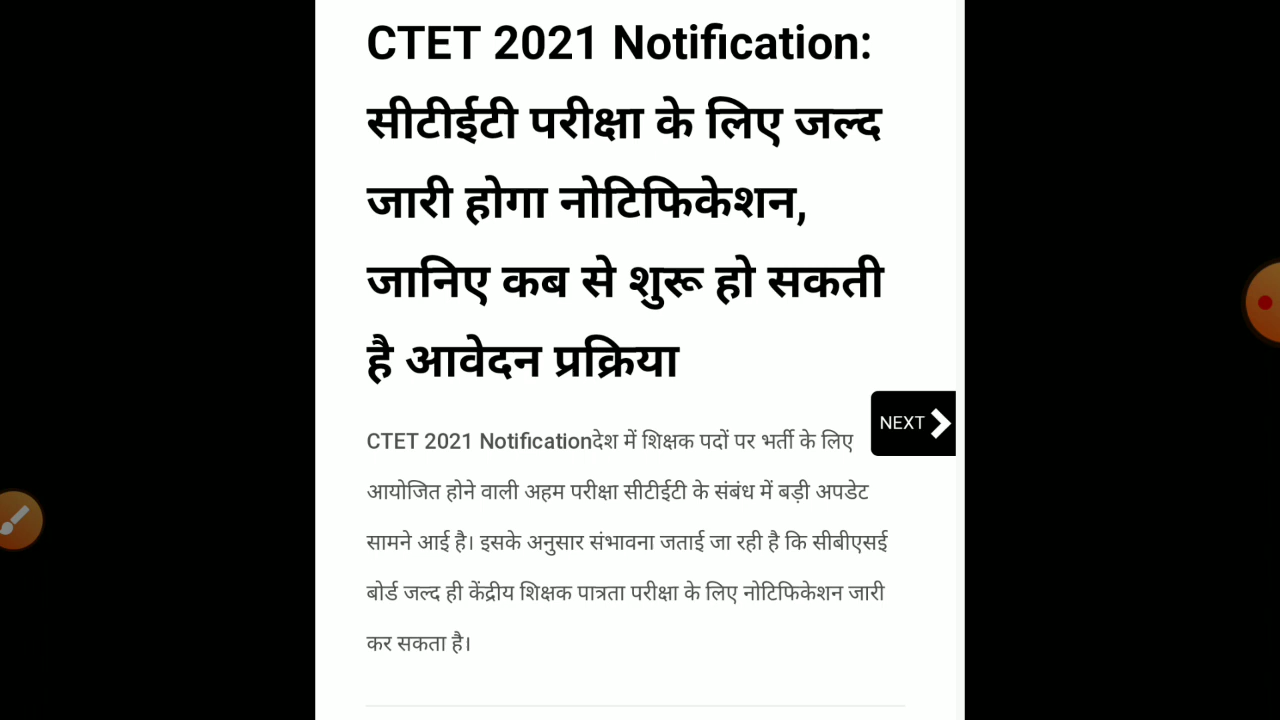 CTET 2021 Notification:
सीटीईटी परीक्षा के लिए जल्द
जारी होगा नोटिफिकेशन,
जानिए कब से शुरू हो सकती
है आवेदन प्रक्रिया
NEXT
CTET 2021 Notificationदेश में शिक्षक पदों पर भर्ती के लिए
आयोजित होने वाली अहम परीक्षा सीटीईटी के संबंध में बड़ी अपडेट
सामने आई है। इसके अनुसार संभावना जताई जा रही है कि सीबीएसई
बोर्ड जल्द ही केंद्रीय शिक्षक पात्रता परीक्षा के लिए नोटिफिकेशन जारी
कर सकता है।